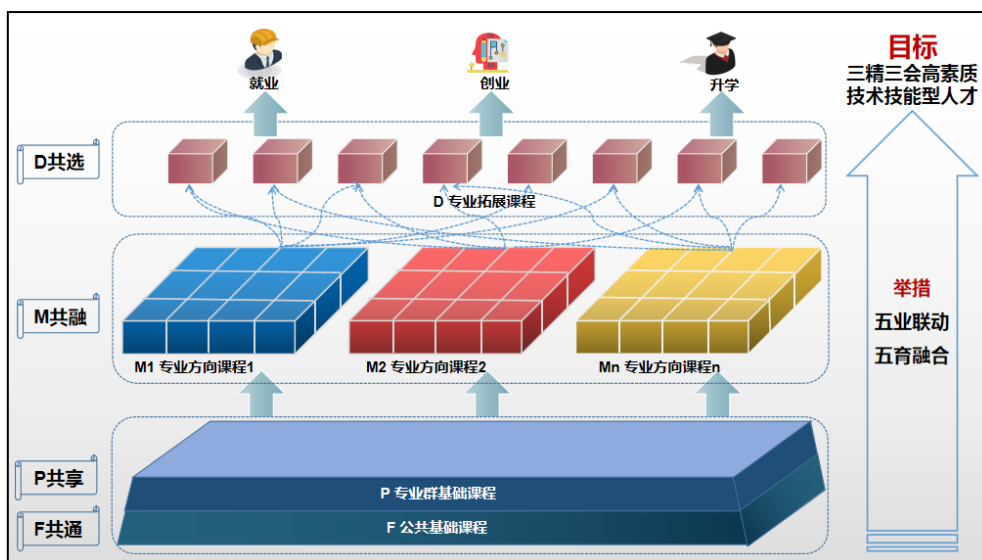 就业
创业
升学
目标
三精三会高素质
技术技能型人才
D共选
D 专业拓展课程
M共融
M1 专业方向课程1
M2 专业方向课程2
Mn 专业方向课程n
举措
五业联动
五育融合
P共享
P 专业群基础课程
F共通
F 公共基础课程